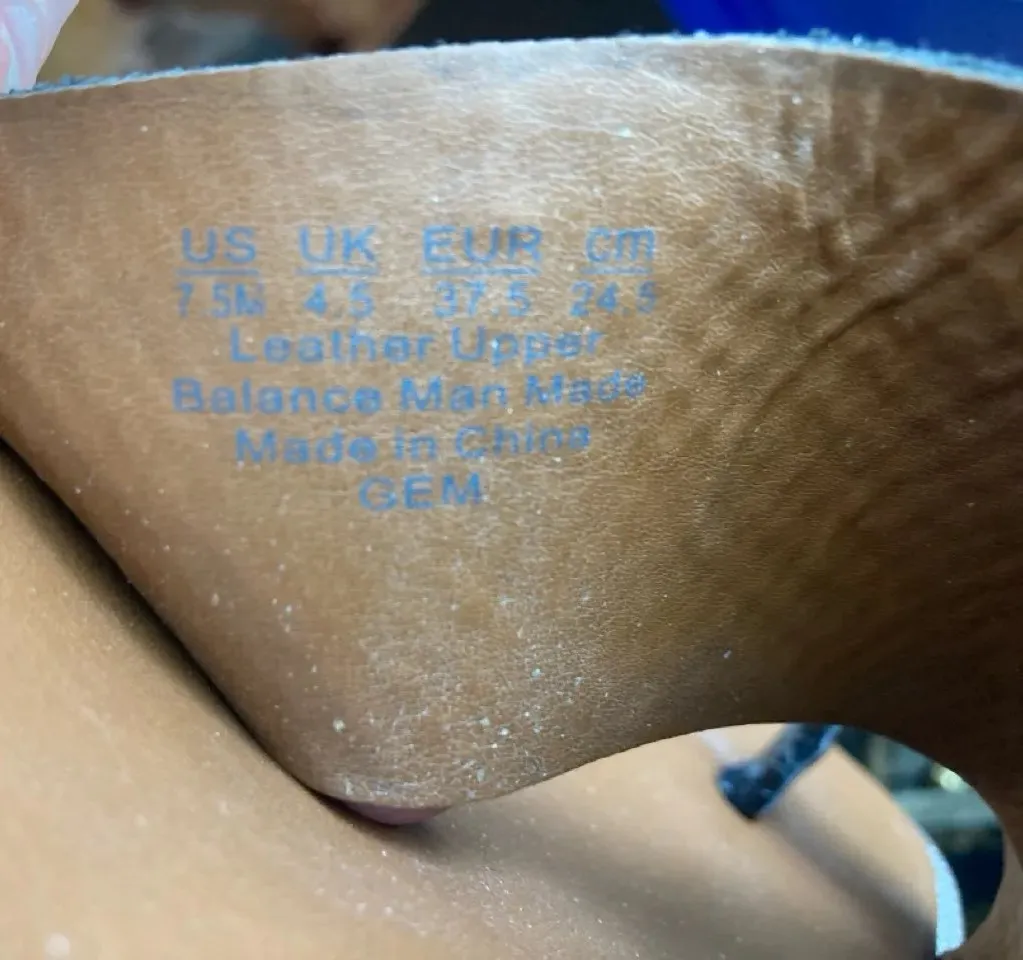 US UK EUR cm
7.5M 4.5 37.5 24.5
Leather Upper
Balance Man Made
Made in China
GEM